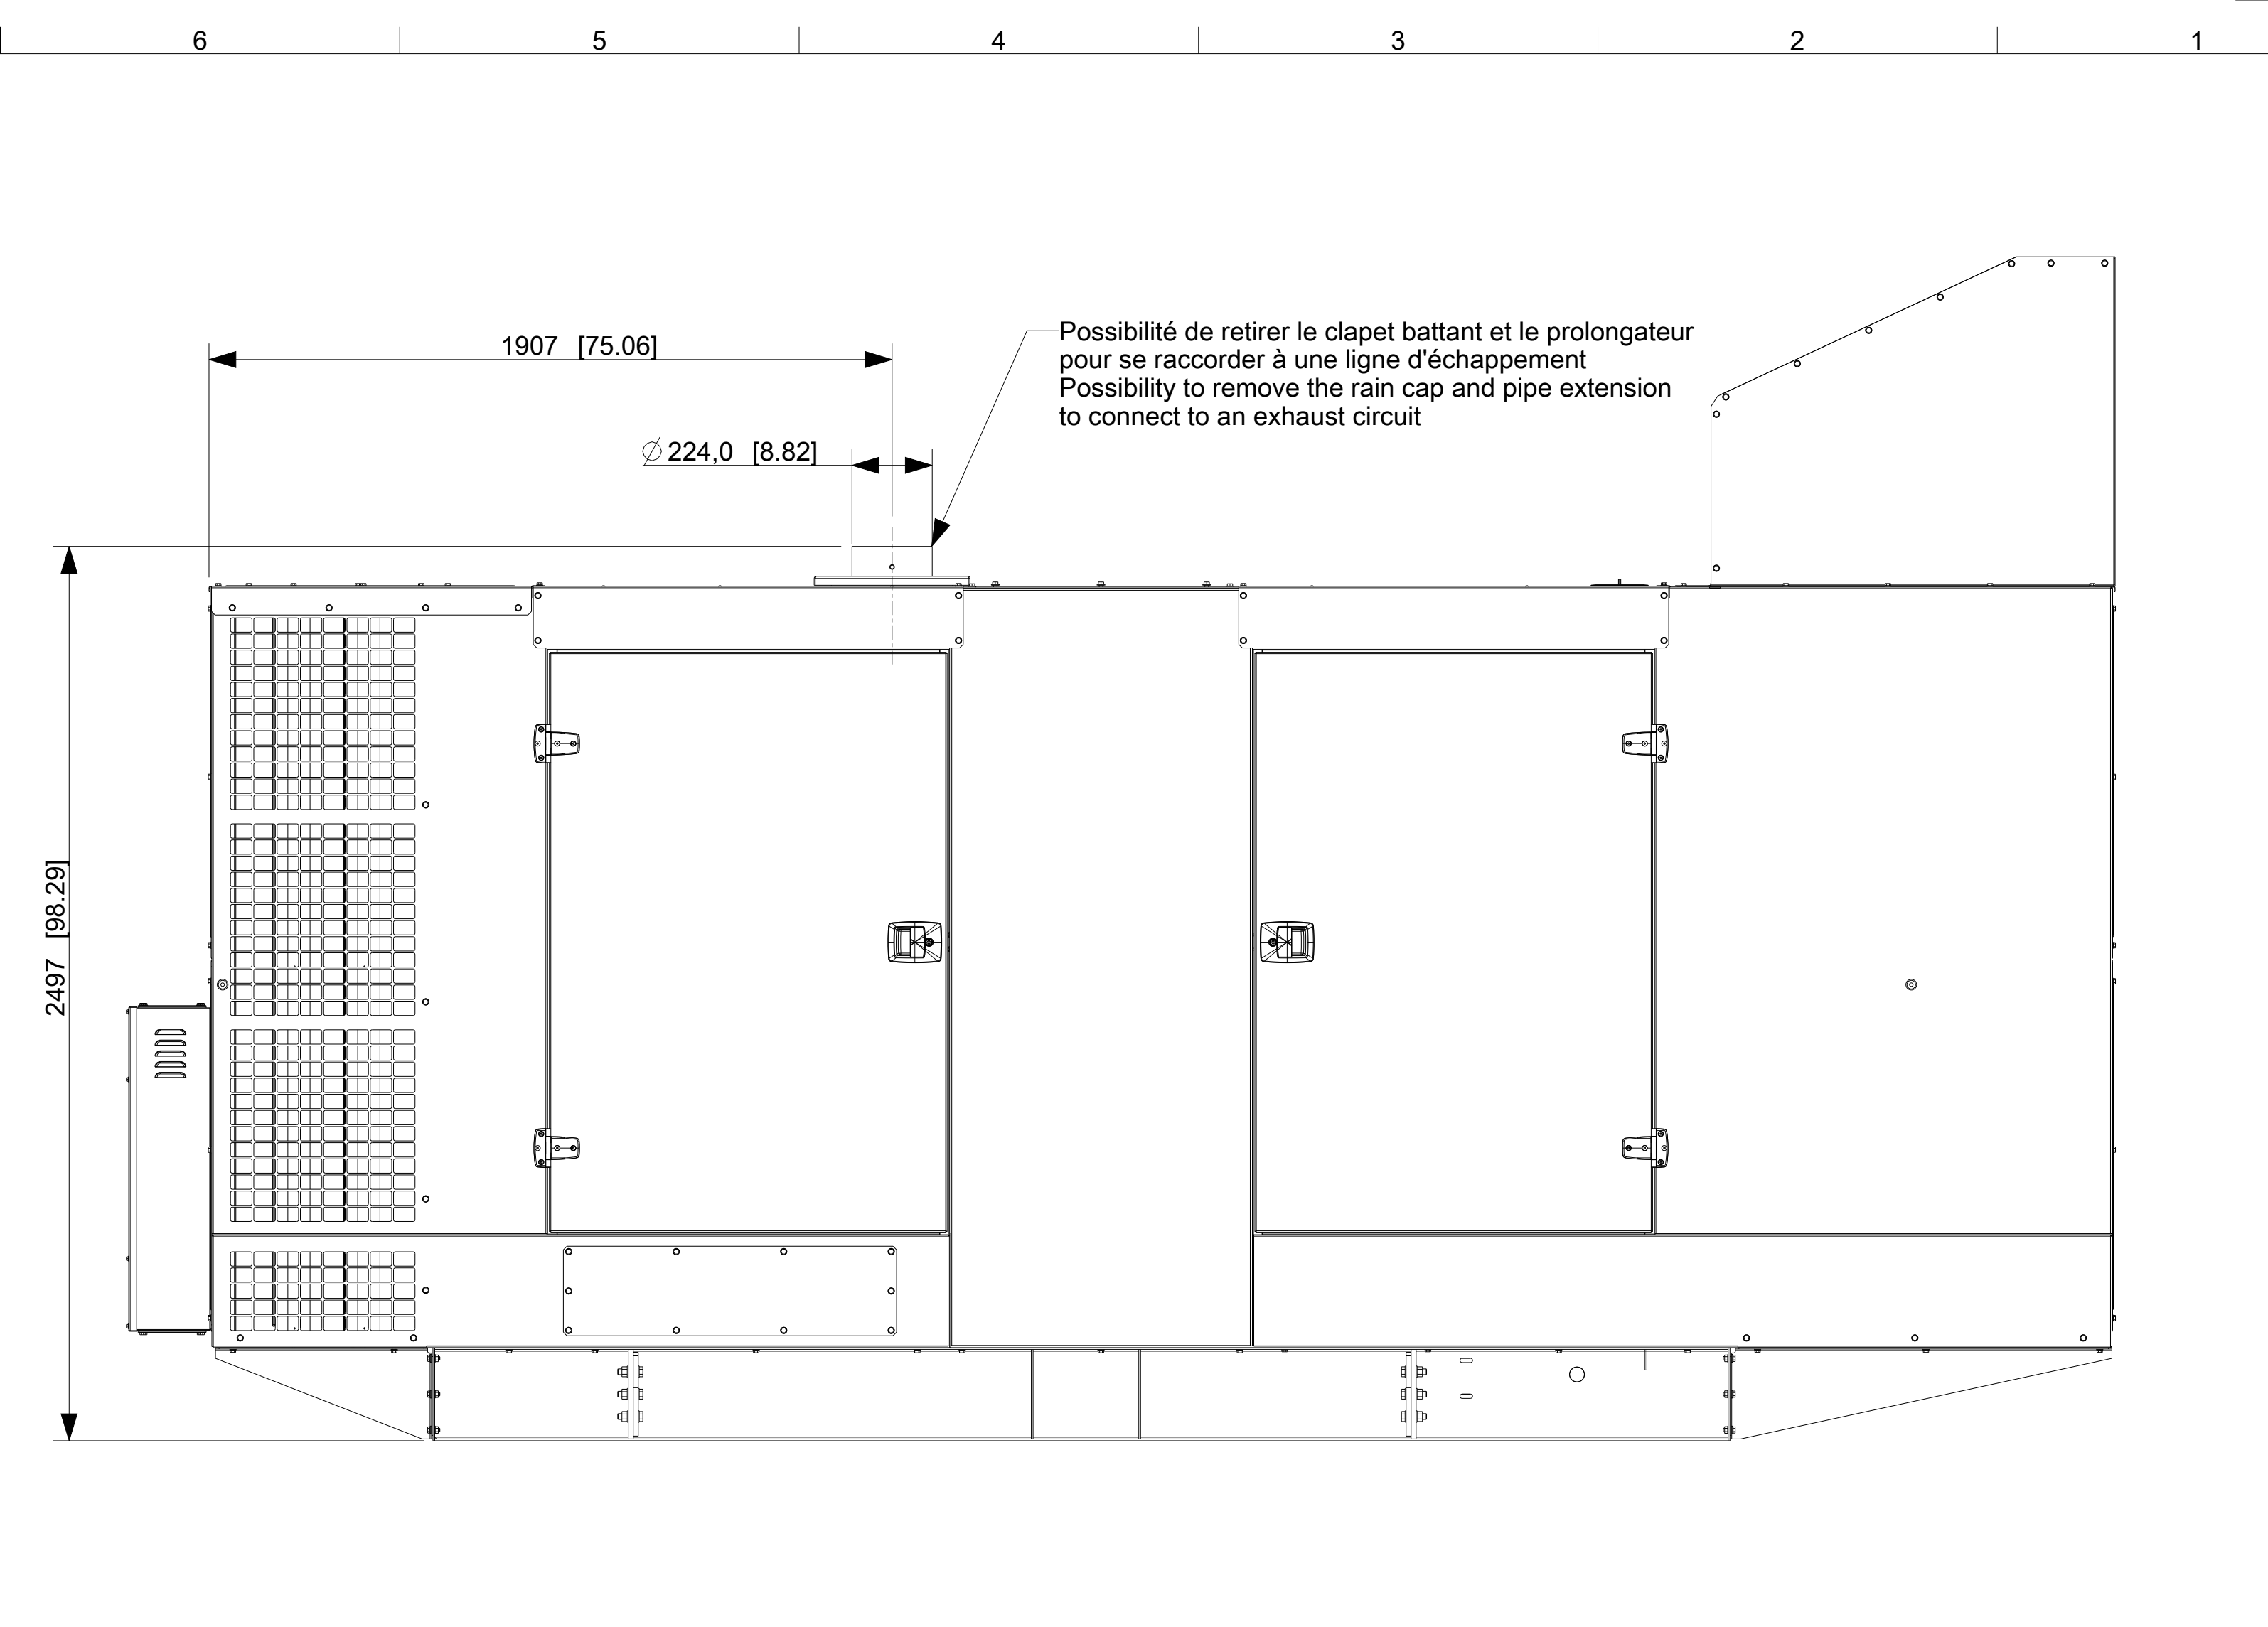 6 5 4 3 2 1
Possibilité de retirer le clapet battant et le prolongateur
pour se raccorder à une ligne d'échappement
Possibility to remove the rain cap and pipe extension
to connect to an exhaust circuit
1907 [75.06]
∅ 224,0 [8.82]
2497 [98.29]